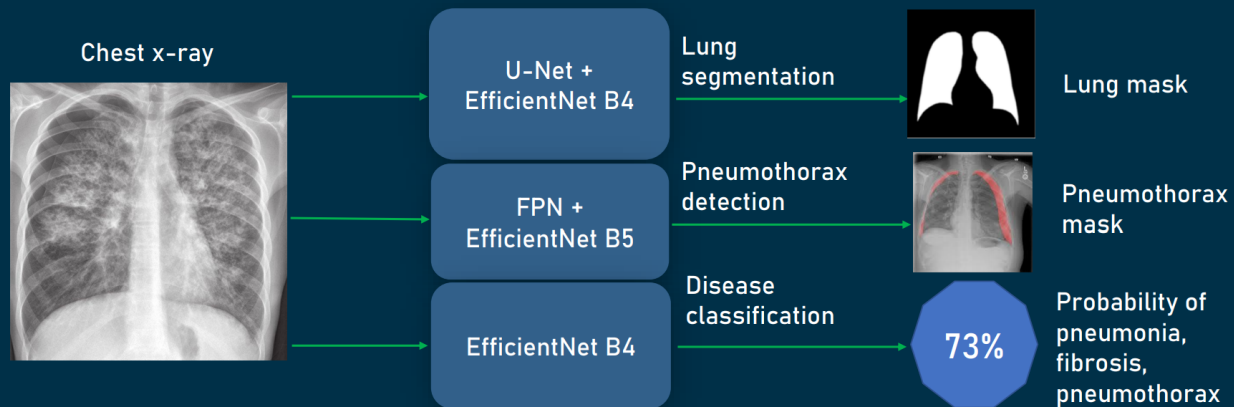 Chest x-ray
U-Net +
EfficientNet B4
Lung
segmentation
Lung mask
FPN +
EfficientNet B5
Pneumothorax
detection
Pneumothorax
mask
EfficientNet B4
Disease
classification
73%
Probability of
pneumonia,
fibrosis,
pneumothorax